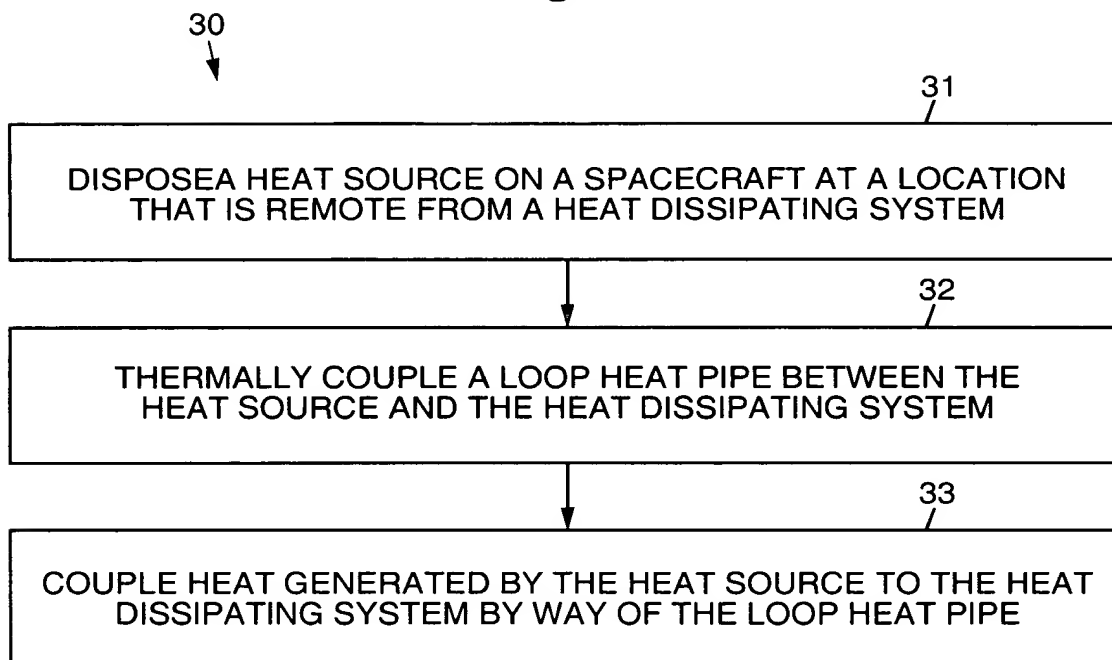 30
31
DISPOSEA HEAT SOURCE ON A SPACECRAFT AT A LOCATION
THAT IS REMOTE FROM A HEAT DISSIPATING SYSTEM
32
THERMALLY COUPLE A LOOP HEAT PIPE BETWEEN THE
HEAT SOURCE AND THE HEAT DISSIPATING SYSTEM
33
COUPLE HEAT GENERATED BY THE HEAT SOURCE TO THE HEAT
DISSIPATING SYSTEM BY WAY OF THE LOOP HEAT PIPE